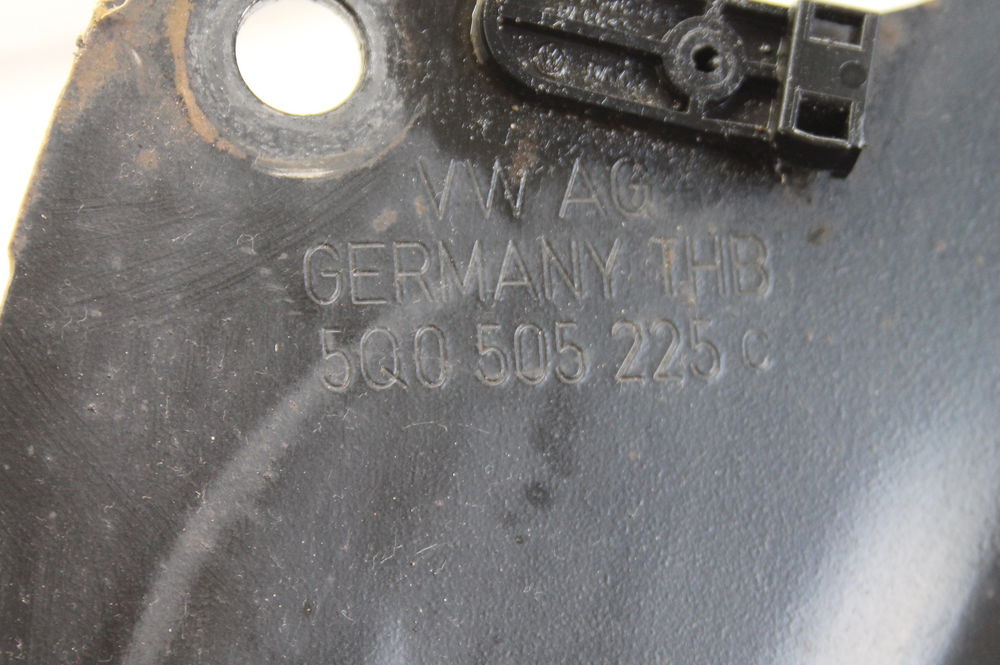 VW AG
GERMANY THB
5Q0 505 225 C